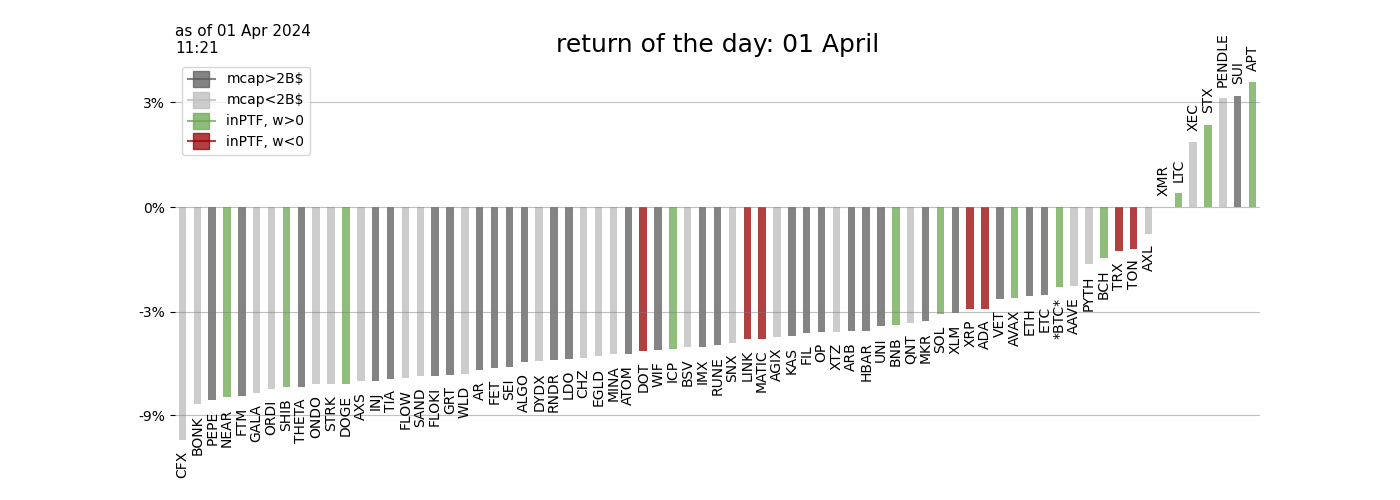 as of 01 Apr 2024
11:21
return of the day: 01 April
mcap>2B$
mcap<2B$
inPTF, w>0
inPTF, w<0
3%
0%
-3%
-9%
CFX
BONK
PEPE
NEAR
FTM
GALA
ORDI
SHIB
THETA
ONDO
STRK
DOGE
AXS
INJ
TIA
FLOW
SAND
FLOKI
GRT
WLD
AR
FET
SEI
ALGO
DYDX
RNDR
LDO
CHZ
EGLD
MINA
ATOM
DOT
WIF
ICP
BSV
IMX
RUNE
SNX
LINK
MATIC
AGIX
KAS
FIL
OP
XTZ
ARB
HBAR
UNI
BNB
QNT
MKR
SOL
XLM
XRP
ADA
VET
AVAX
ETH
ETC
*BTC*
AAVE
PYTH
BCH
TRX
TON
AXL
XMR
LTC
XEC
STX
PENDLE
SUI
APT